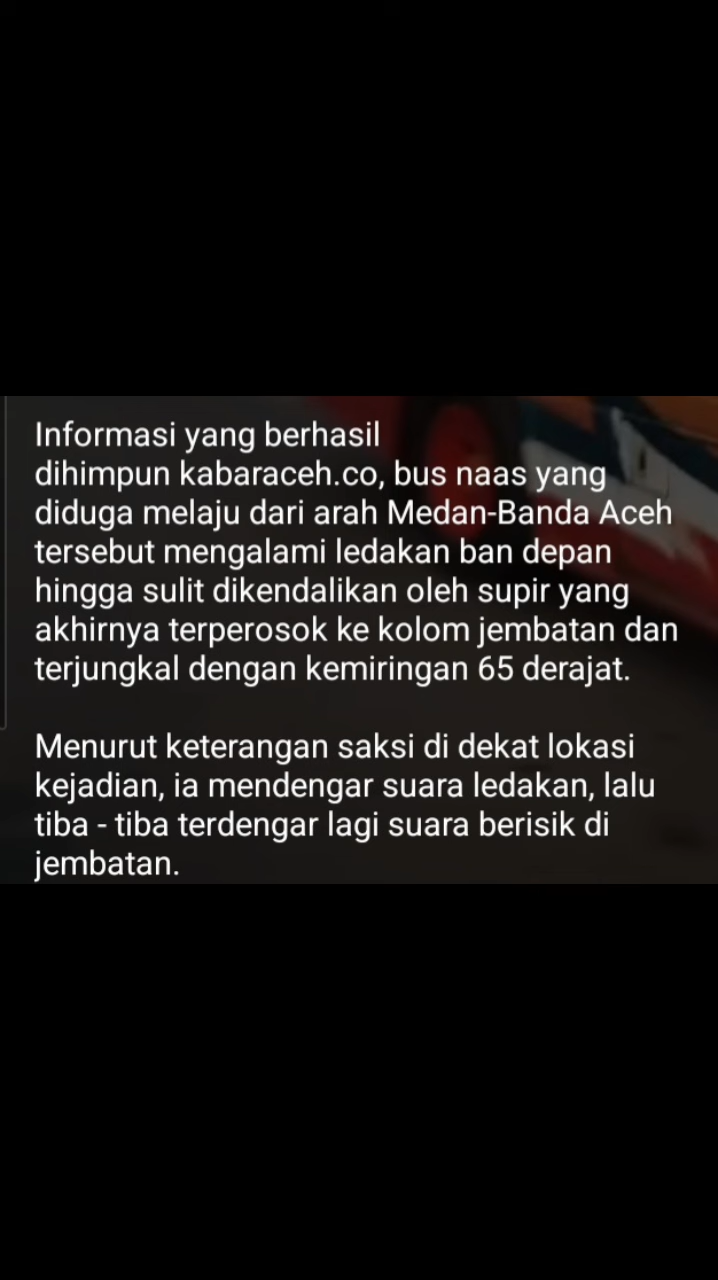 Informasi yang berhasil
dihimpun kabaraceh.co, bus naas yang
diduga melaju dari arah Medan-Banda Aceh
tersebut mengalami ledakan ban depan
hingga sulit dikendalikan oleh supir yang
akhirnya terperosok ke kolom jembatan dan
terjungkal dengan kemiringan 65 derajat.
Menurut keterangan saksi di dekat lokasi
kejadian, ia mendengar suara ledakan, lalu
tiba - tiba terdengar lagi suara berisik di
jembatan.